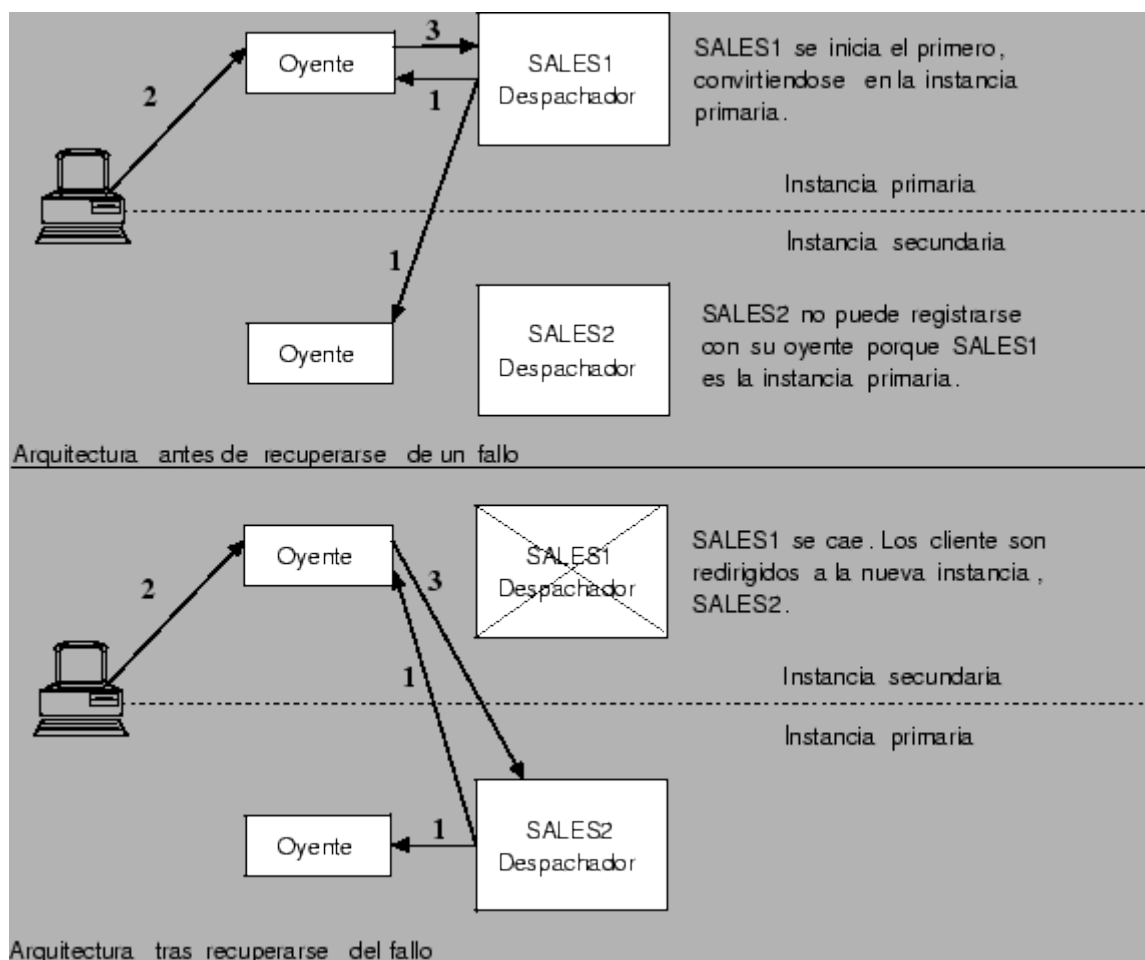 3
Oyente
SALES1
Despachador
SALES1 se inicia el primero,
convirtiendose en la instancia
primaria.
2
1
Instancia primaria
Instancia secundaria
1
Oyente
SALES2
Despachador
SALES2 no puede registrarse
con su oyente porque SALES1
es la instancia primaria.
Arquitectura antes de recuperarse de un fallo
Oyente
SALES1
Despachador
SALES1 se cae. Los cliente son
redirigidos a la nueva instancia,
SALES2.
2
3
1
Instancia secundaria
Instancia primaria
Oyente
1
SALES2
Despachador
Arquitectura tras recuperarse del fallo